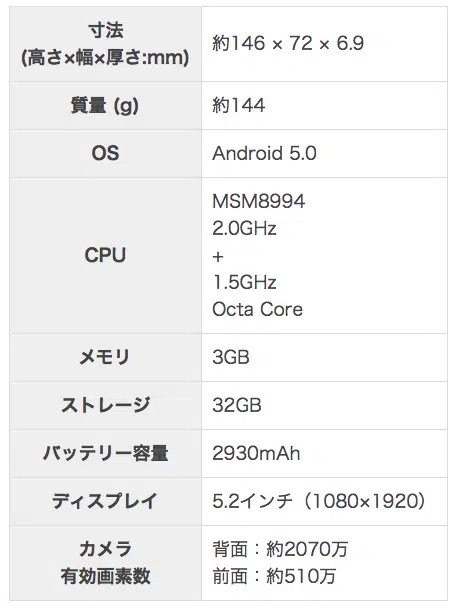 寸法
(高さ×幅×厚さ:mm)
約146 × 72 × 6.9
質量 (g)
約144
OS
Android 5.0
CPU
MSM8994
2.0GHz
+
1.5GHz
Octa Core
メモリ
3GB
ストレージ
32GB
バッテリー容量
2930mAh
ディスプレイ
5.2インチ（1080×1920）
カメラ
有効画素数
背面：約2070万
前面：約510万